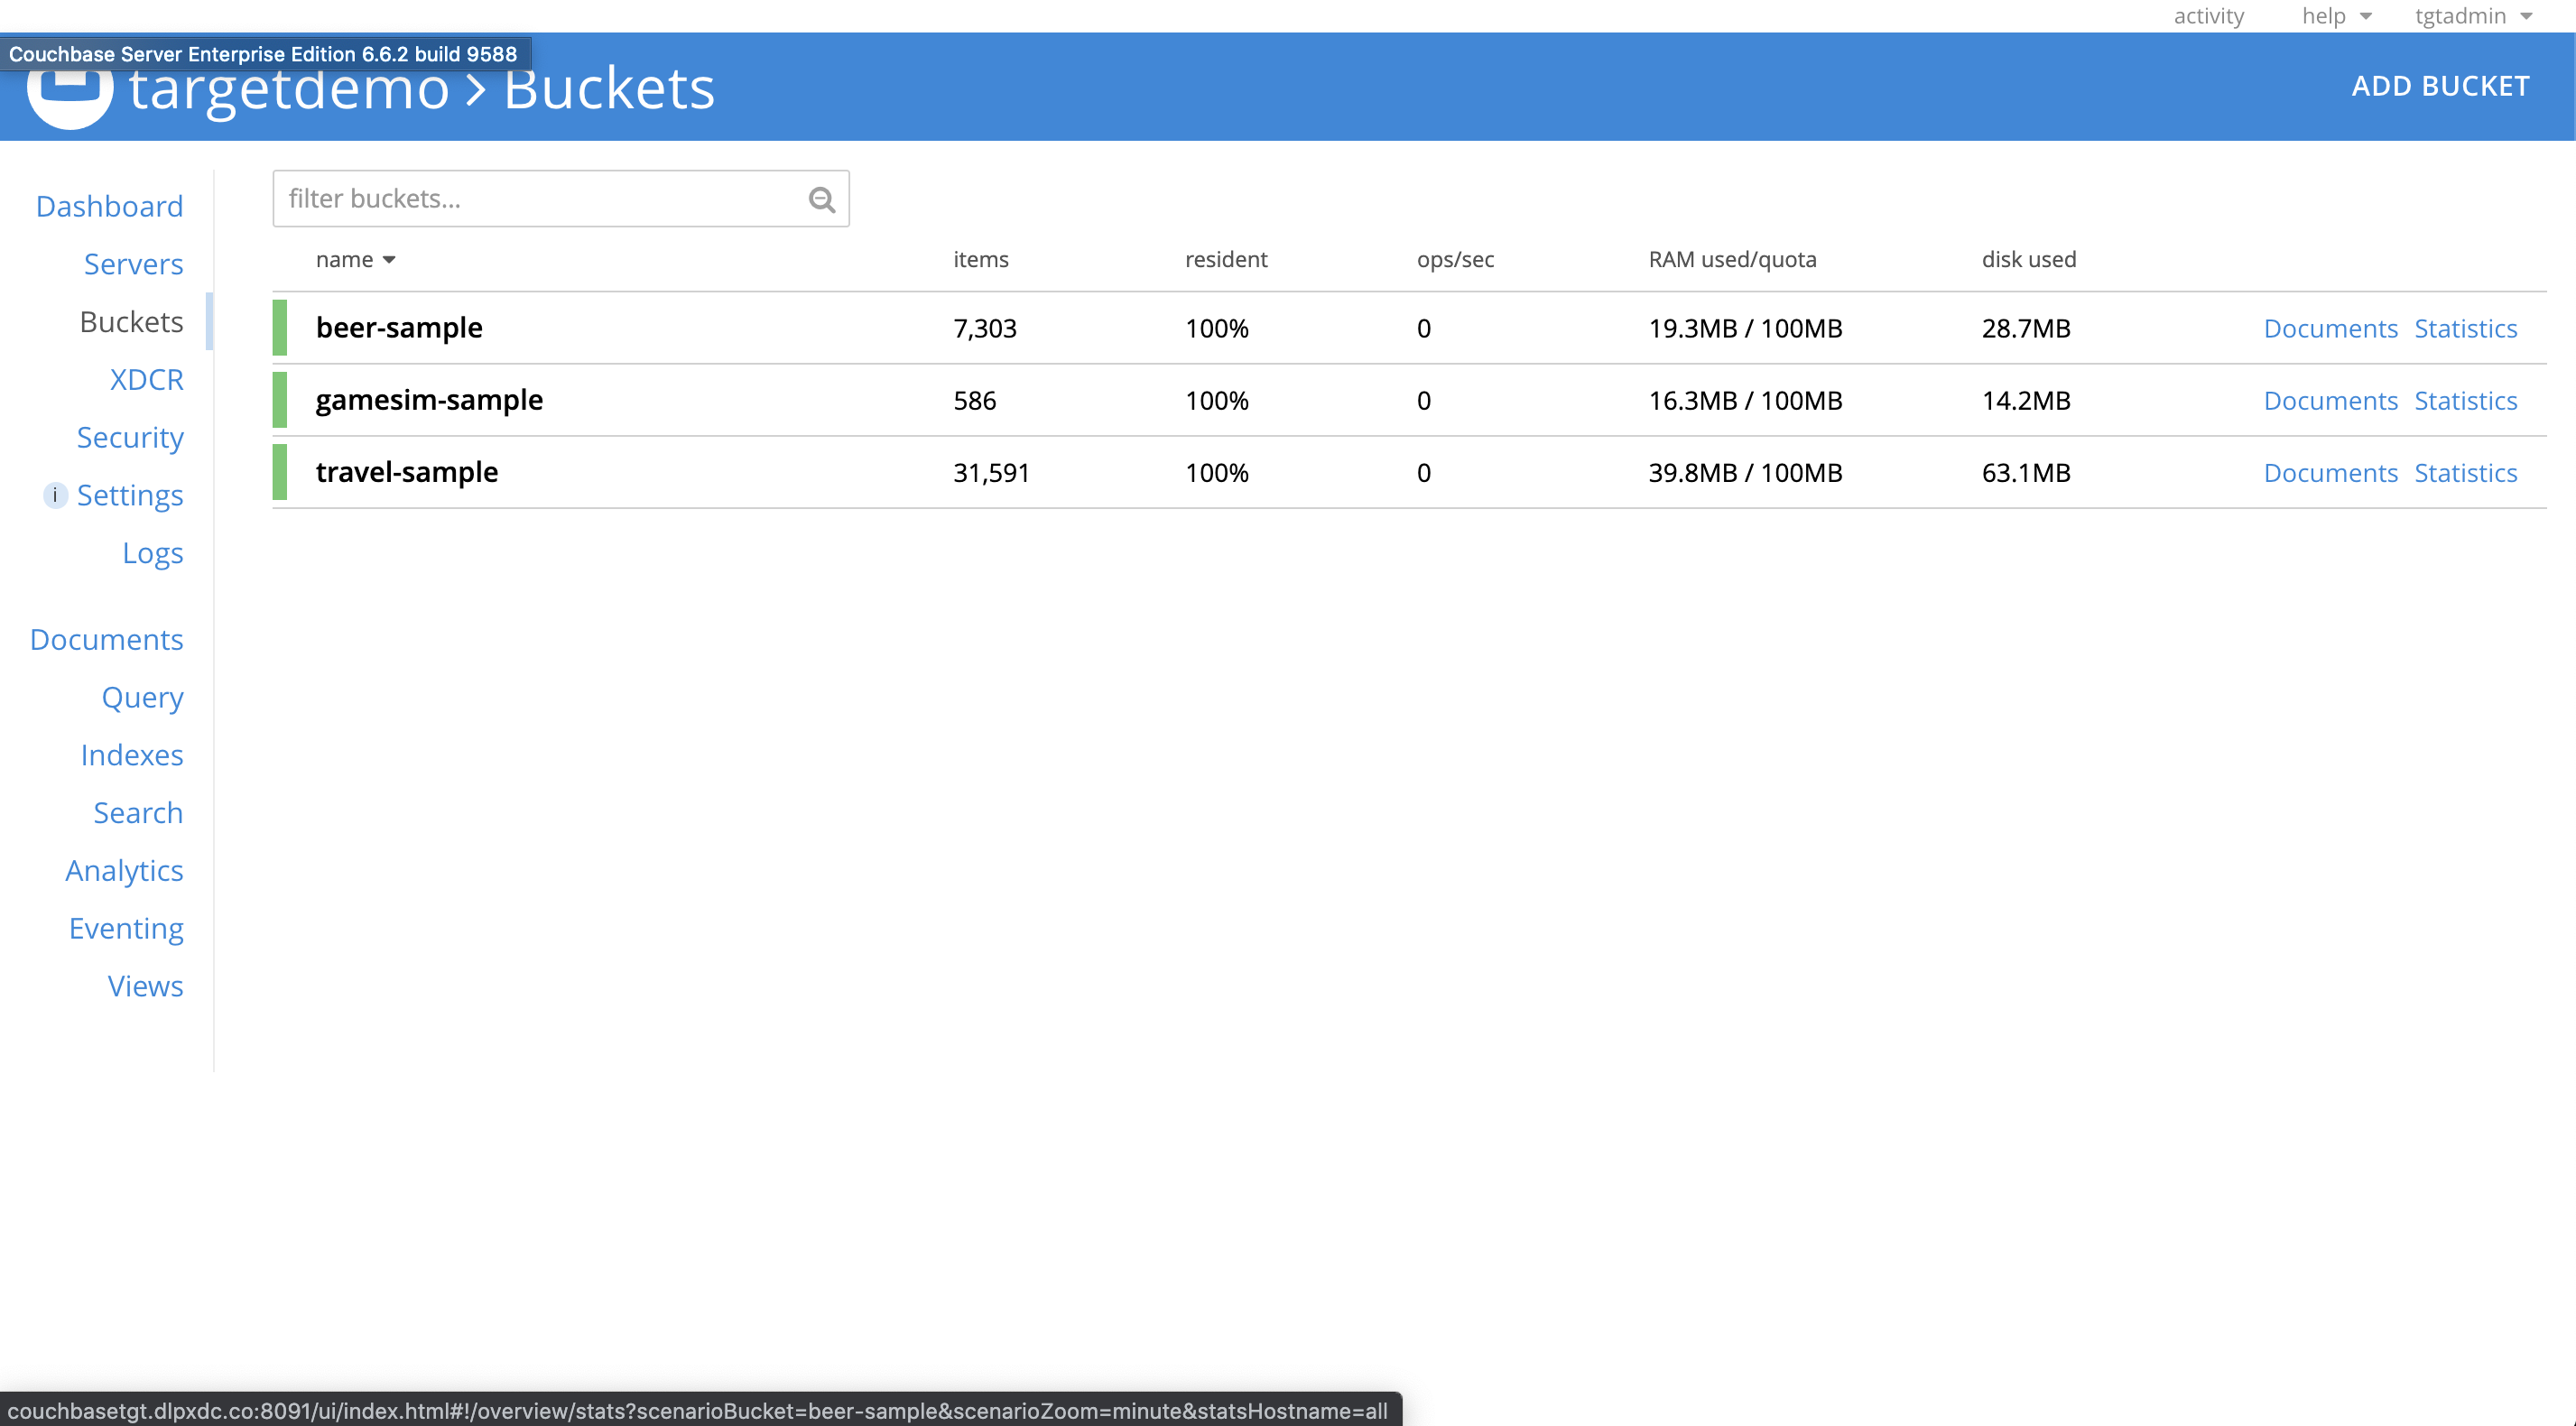 activity help tgtadmin
Couchbase Server Enterprise Edition 6.6.2 build 9588
targetdemo > Buckets ADD BUCKET
filter buckets...
Dashboard
Servers
Buckets
XDCR
Security
i Settings
Logs
Documents
Query
Indexes
Search
Analytics
Eventing
Views
name items resident ops/sec RAM used/quota disk used
beer-sample 7,303 100% 0 19.3MB / 100MB 28.7MB Documents Statistics
gamesim-sample 586 100% 0 16.3MB / 100MB 14.2MB Documents Statistics
travel-sample 31,591 100% 0 39.8MB / 100MB 63.1MB Documents Statistics
couchbasetgt.dlpxdc.co:8091/ui/index.html#!/overview/stats?scenarioBucket=beer-sample&scenarioZoom=minute&statsHostname=all